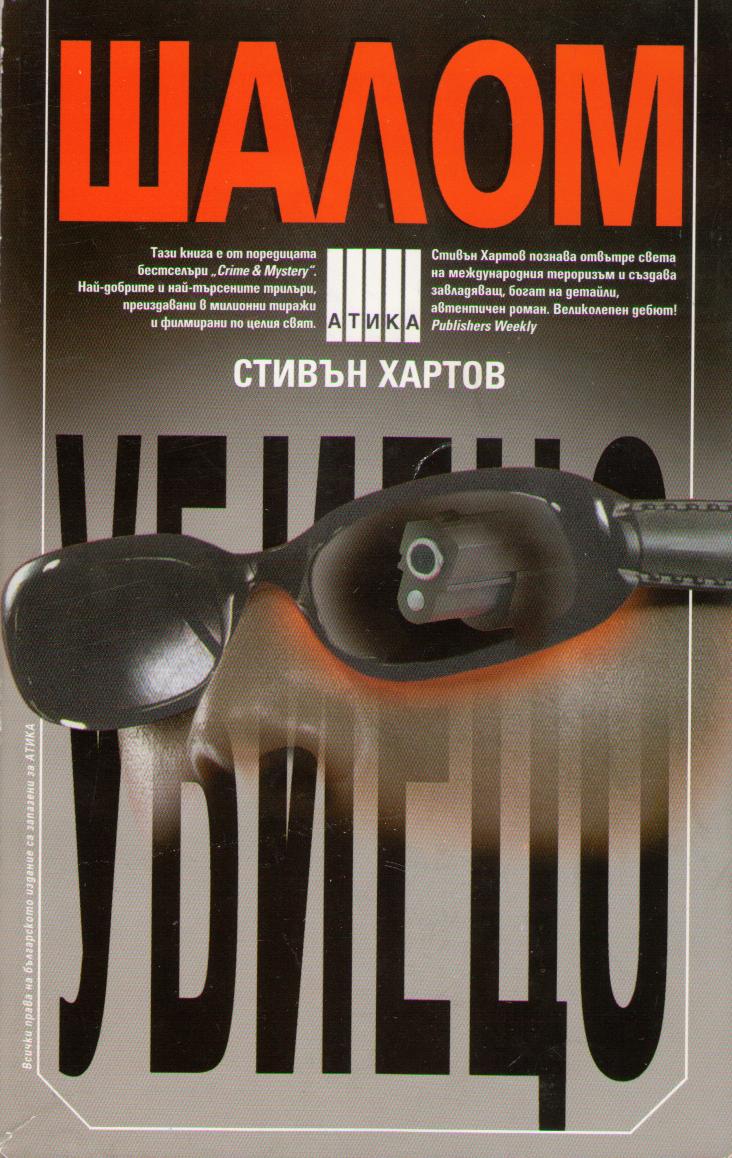 ШАЛОМ
Тази книга е от поредицата
бестселъри „Crime & Mystery“.
Най-добрите и най-търсените трилъри,
преиздавани в милионни тиражи
и филмирани по целия свят.
АТИКА
Стивън Хартов познава отвътре света
на международния тероризъм и създава
завладяващ, богат на детайли,
автентичен роман. Великолепен дебют!
Publishers Weekly
СТИВЪН ХАРТОВ
УБИЕЦО
Всички права на българското издание са запазени за АТИКА